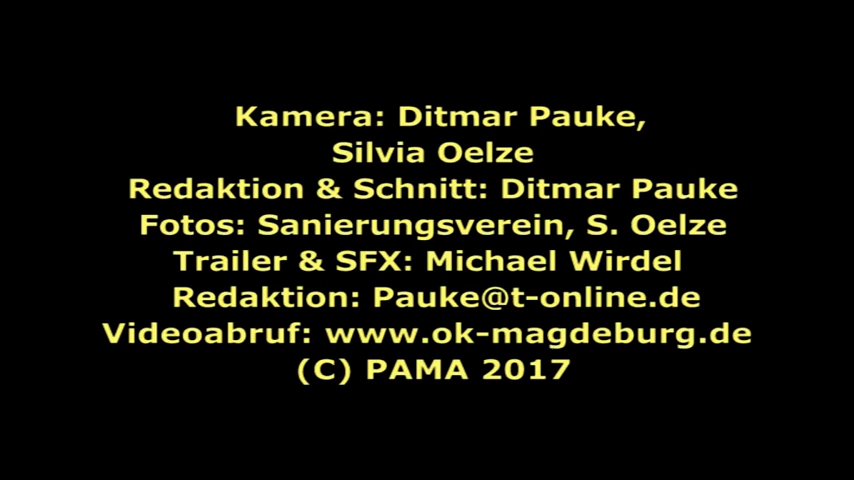 Kamera: Ditmar Pauke,
Silvia Oelze
Redaktion & Schnitt: Ditmar Pauke
Fotos: Sanierungsverein, S. Oelze
Trailer & SFX: Michael Wirdel
Redaktion: Pauke@t-online.de
Videoabruf: www.ok-magdeburg.de
(C) PAMA 2017